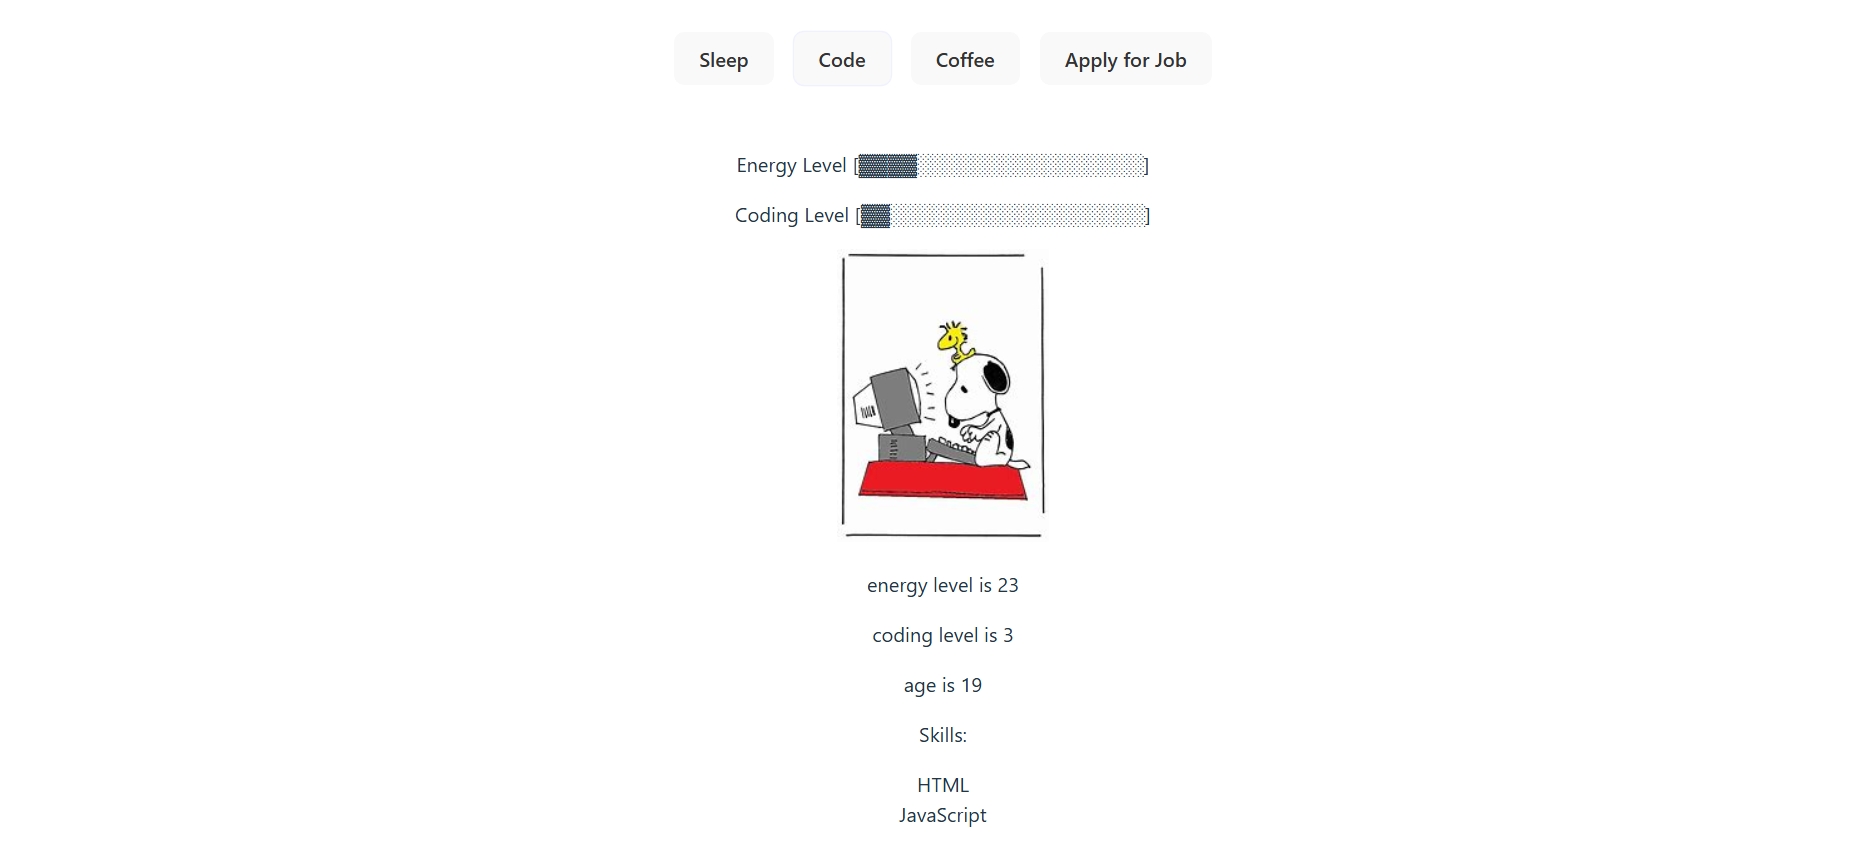 Sleep Code Coffee Apply for Job
Energy Level [▓▓▓▓░░░░░░░░░░░░░░░░]
Coding Level [▓▓░░░░░░░░░░░░░░░░░░]
energy level is 23
coding level is 3
age is 19
Skills:
HTML
JavaScript